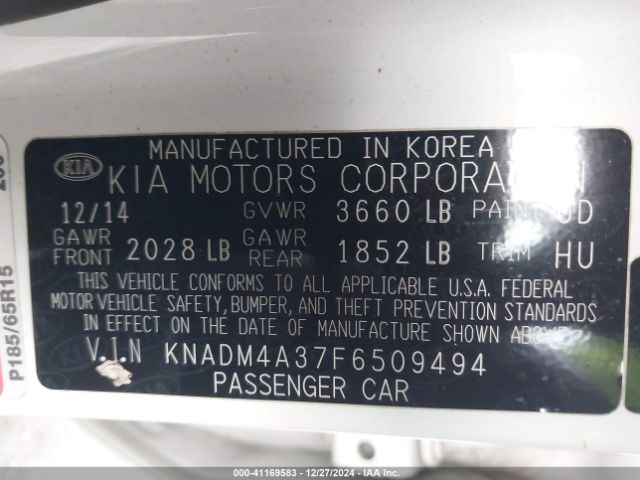 MANUFACTURED IN KOREA
KIA KIA MOTORS CORPORATION
12/14 GVWR 3660 LB PAINT UD
GAWR FRONT 2028 LB GAWR REAR 1852 LB TRIM HU
THIS VEHICLE CONFORMS TO ALL APPLICABLE U.S.A. FEDERAL
MOTOR VEHICLE SAFETY, BUMPER, AND THEFT PREVENTION STANDARDS
IN EFFECT ON THE DATE OF MANUFACTURE SHOWN ABOVE
V.I.N KNADM4A37F6509494
PASSENGER CAR
P185/65R15
000-41169583 - 12/27/2024 - IAA Inc.